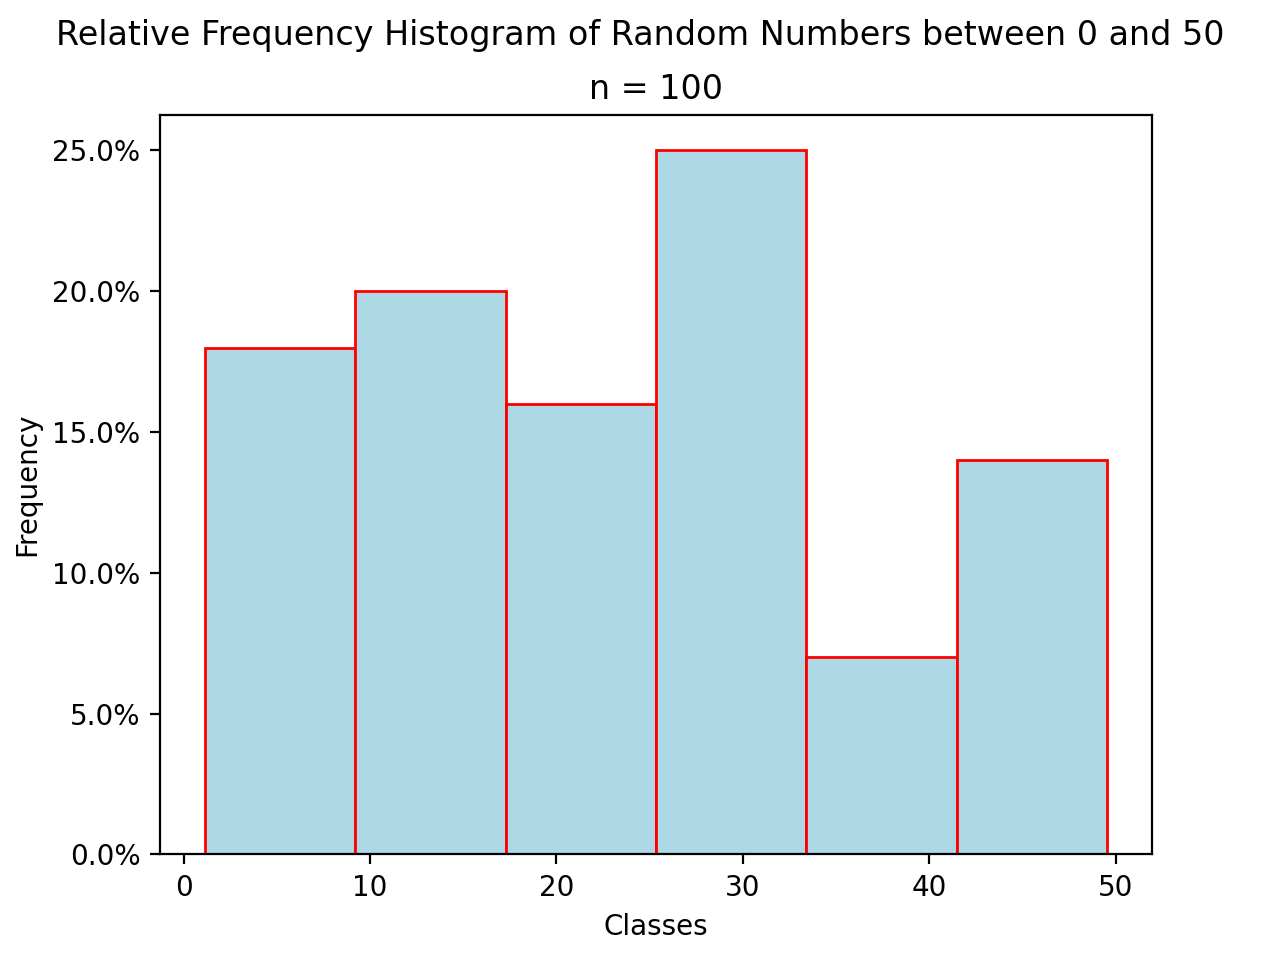 Relative Frequency Histogram of Random Numbers between 0 and 50
n = 100
25.0%
20.0%
15.0%
10.0%
5.0%
0.0%
Frequency
0 10 20 30 40 50
Classes